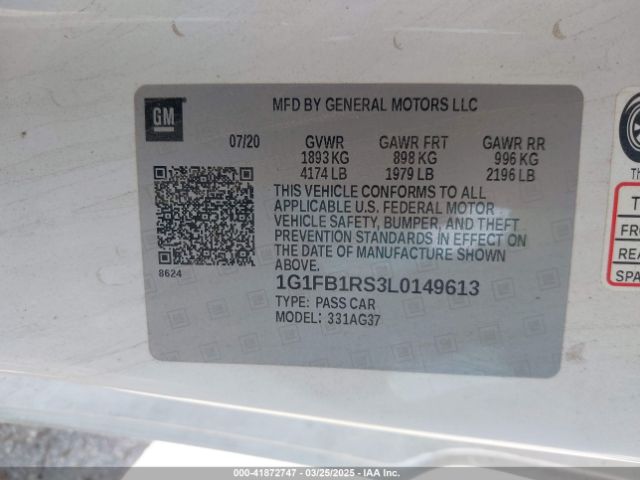 GM
MFD BY GENERAL MOTORS LLC
07/20 GVWR GAWR FRT GAWR RR
1893 KG 898 KG 996 KG
4174 LB 1979 LB 2196 LB
THIS VEHICLE CONFORMS TO ALL
APPLICABLE U.S. FEDERAL MOTOR
VEHICLE SAFETY, BUMPER, AND THEFT
PREVENTION STANDARDS IN EFFECT ON
THE DATE OF MANUFACTURE SHOWN
ABOVE.
8624
1G1FB1RS3L0149613
TYPE: PASS CAR
MODEL: 331AG37
000-41872747 - 03/25/2025 - IAA Inc.